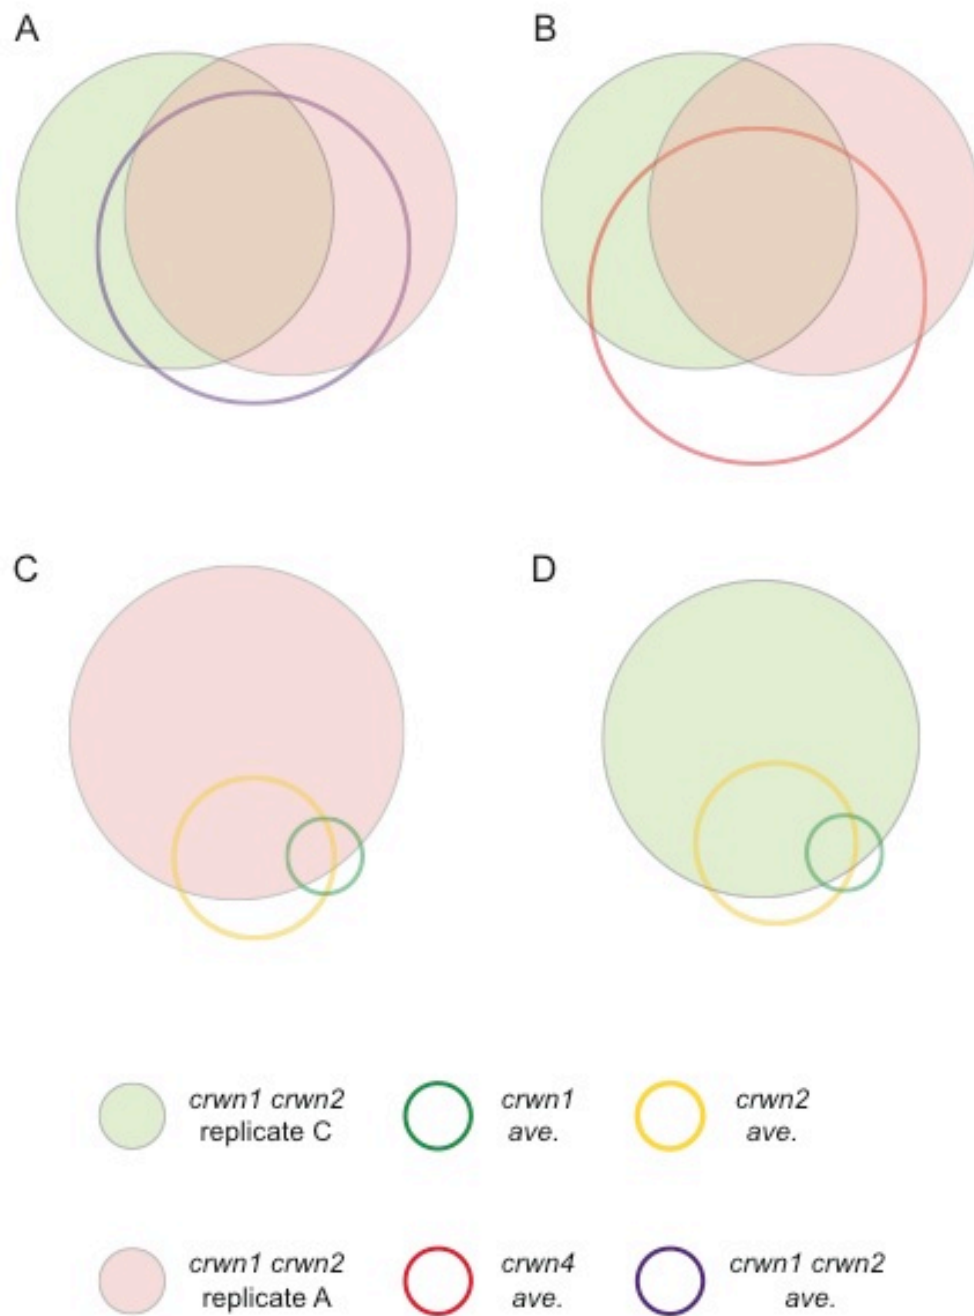 A
B
C
D
crwn1 crwn2
replicate C
crwn1
ave.
crwn2
ave.
crwn1 crwn2
replicate A
crwn4
ave.
crwn1 crwn2
ave.